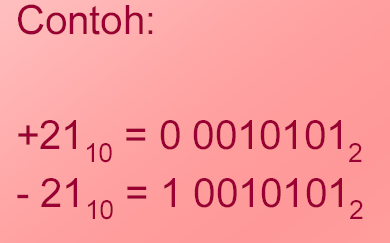 Contoh:
+21₁₀ = 0 0010101₂
- 21₁₀ = 1 0010101₂